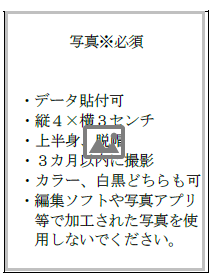 写真※必須
・データ貼付可
・縦４×横３センチ
・上半身、脱帽
・３カ月以内に撮影
・カラー、白黒どちらも可
・編集ソフトや写真アプリ
等で加工された写真を使
用しないでください。